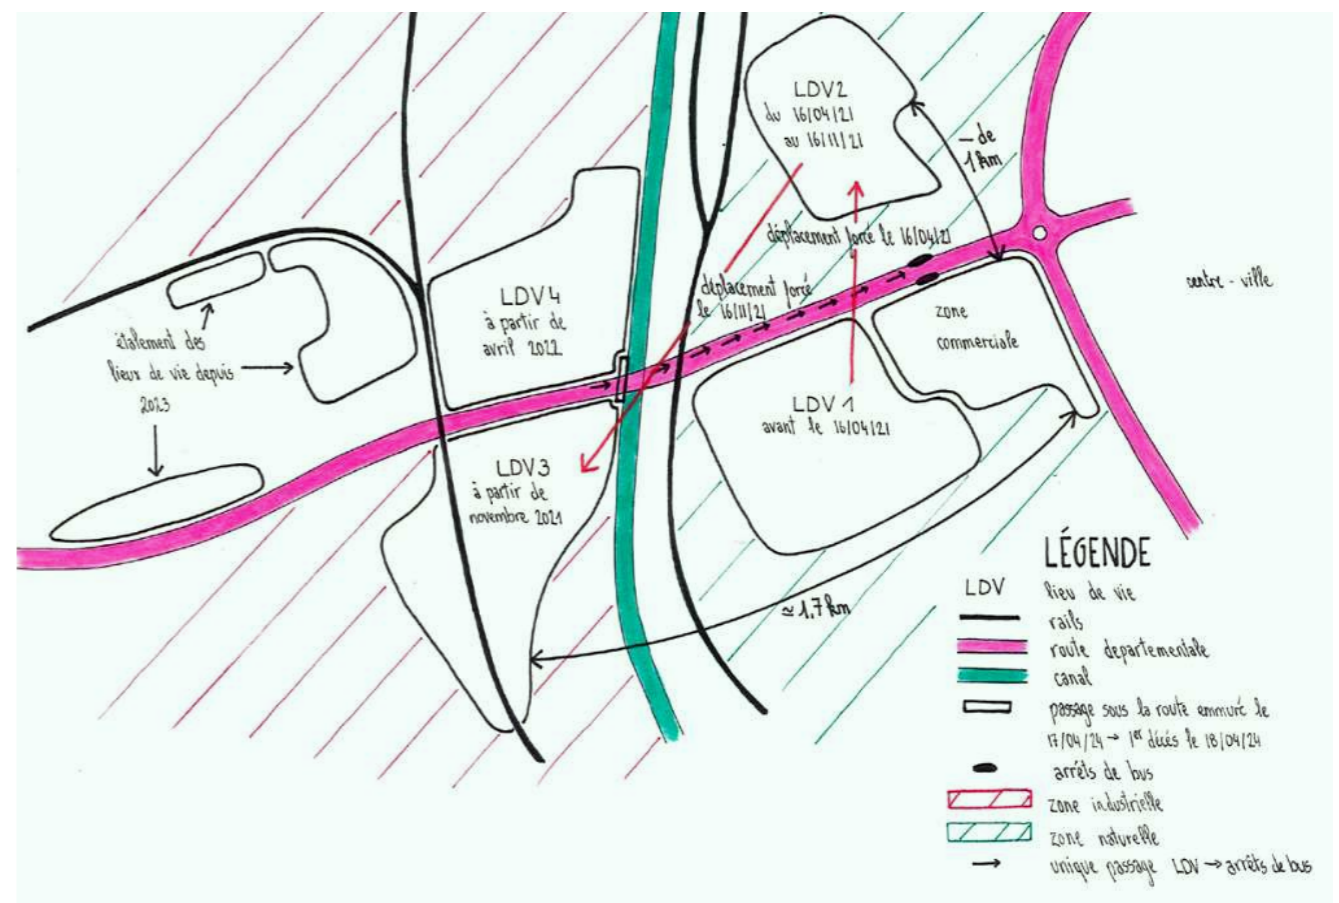 LDV2
du 16/04/21
au 16/11/21
– de
1 km
déplacement forcé le 16/04/21
déplacement forcé
le 16/11/21
centre-ville
zone
commerciale
LDV4
à partir de
avril 2022
étalement des
lieux de vie depuis
2023
LDV1
avant le 16/04/21
LDV3
à partir de
novembre 2021
≃ 1,7 km
LÉGENDE
LDV lieu de vie
rails
route departementale
canal
passage sous la route emmuré le
17/04/24 → 1er décés le 18/04/24
arrêts de bus
zone industrielle
zone naturelle
unique passage LDV → arrêts de bus